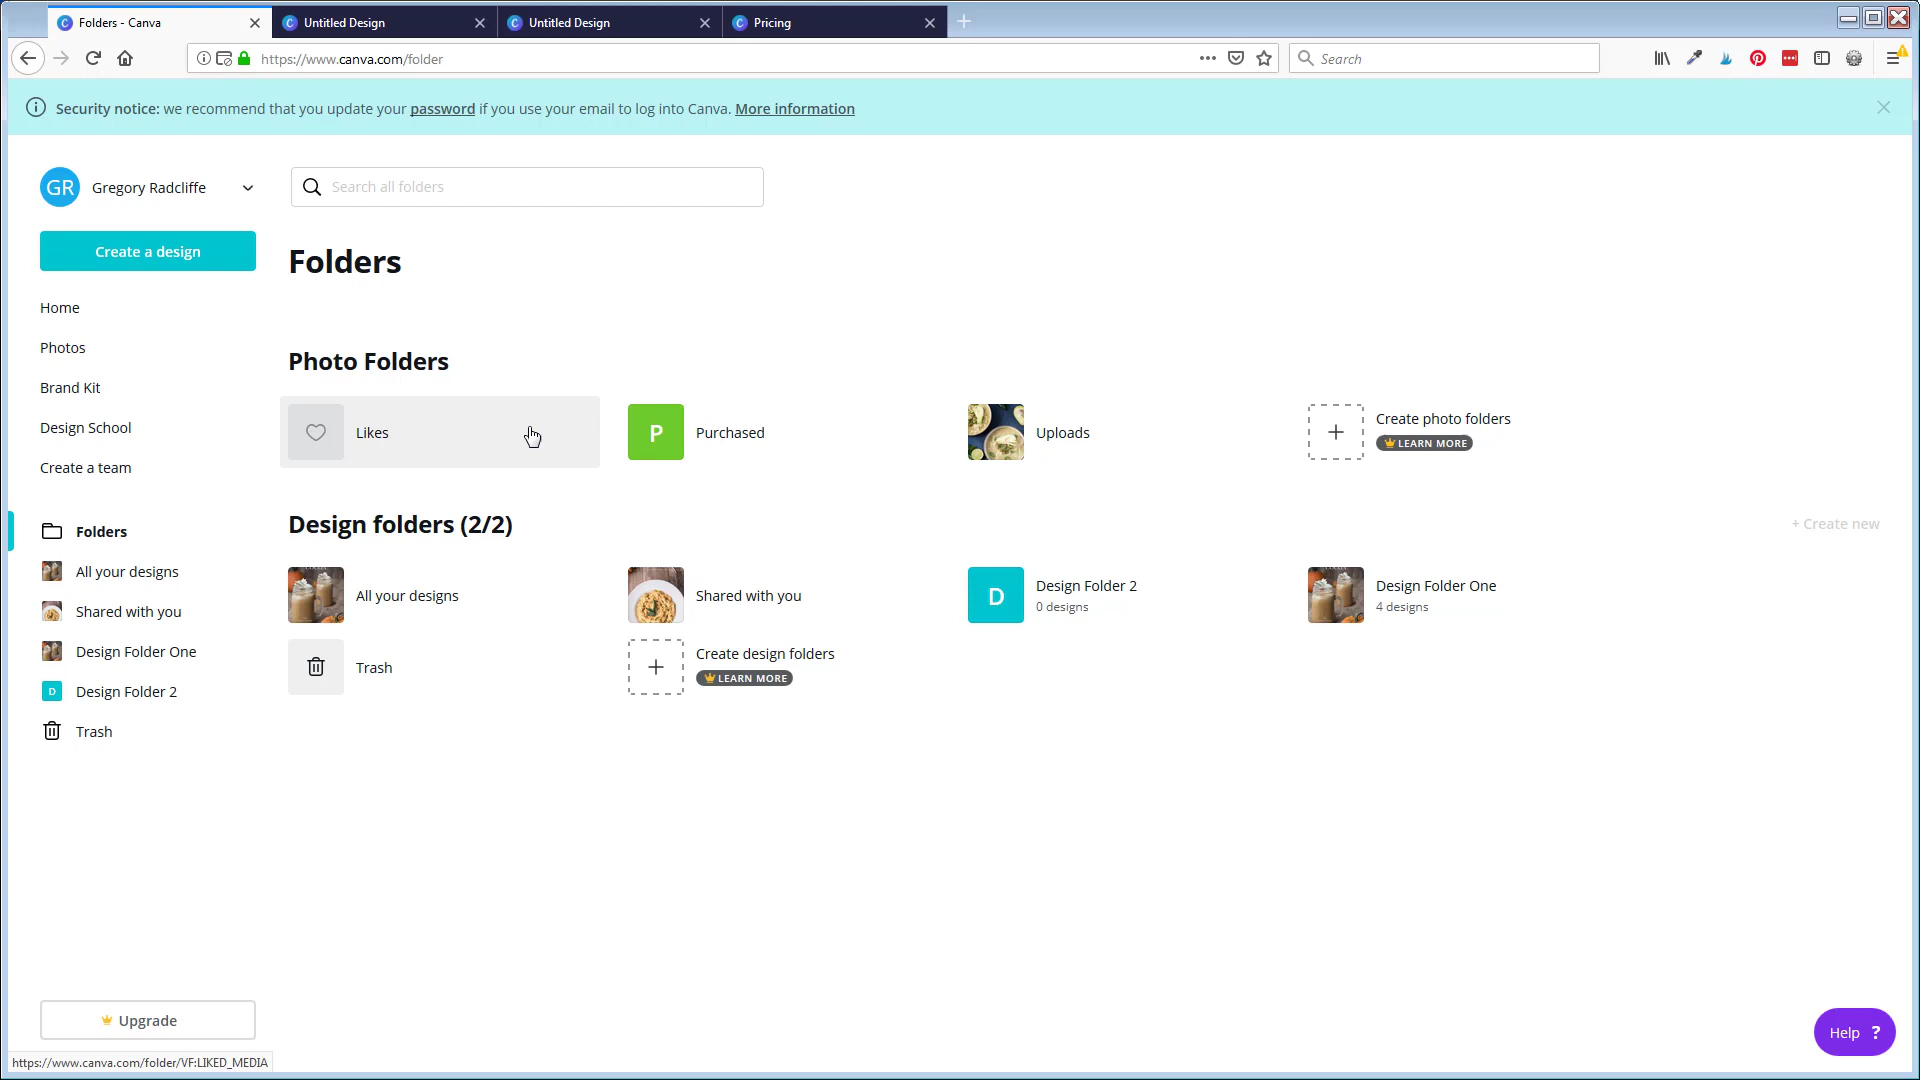 Folders - Canva
Untitled Design
Untitled Design
Pricing
https://www.canva.com/folder
Search
Security notice: we recommend that you update your password if you use your email to log into Canva. More information
GR
Gregory Radcliffe
Search all folders
Create a design
Folders
Home
Photos
Brand Kit
Design School
Create a team
Photo Folders
Likes
P
Purchased
Uploads
Create photo folders
LEARN MORE
Design folders (2/2)
+ Create new
Folders
All your designs
Shared with you
Design Folder One
D
Design Folder 2
Trash
All your designs
Shared with you
D
Design Folder 2
0 designs
Design Folder One
4 designs
Trash
Create design folders
LEARN MORE
Upgrade
Help ?
https://www.canva.com/folder/VF:LIKED_MEDIA